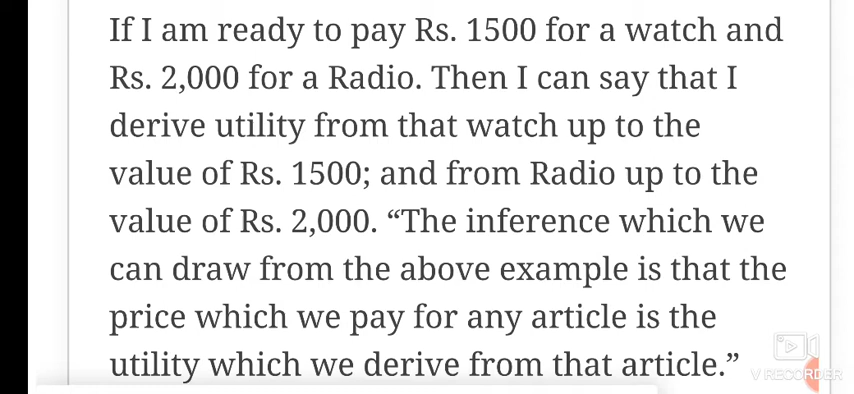 If I am ready to pay Rs. 1500 for a watch and
Rs. 2,000 for a Radio. Then I can say that I
derive utility from that watch up to the
value of Rs. 1500; and from Radio up to the
value of Rs. 2,000. “The inference which we
can draw from the above example is that the
price which we pay for any article is the
utility which we derive from that article.”
V RECORDER